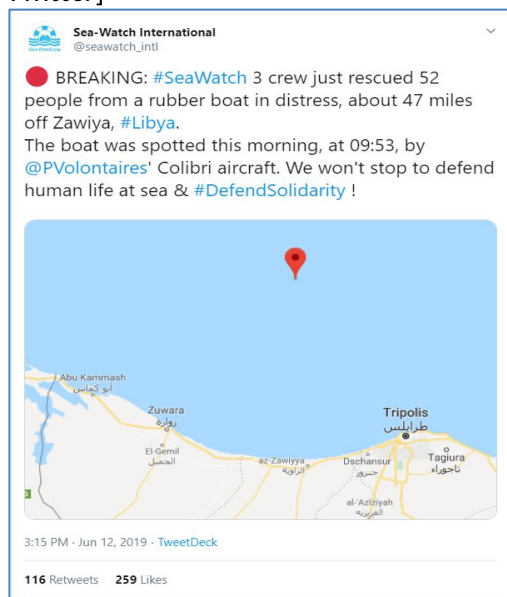 Sea-Watch International
@seawatch_intl
🔴 BREAKING: #SeaWatch 3 crew just rescued 52
people from a rubber boat in distress, about 47 miles
off Zawiya, #Libya.
The boat was spotted this morning, at 09:53, by
@PVolontaires' Colibri aircraft. We won't stop to defend
human life at sea & #DefendSolidarity !
Abu Kammash
أبو كماش
Zuwara
زوارة
El-Gemil
الجميل
az-Zawiyya
الزاوية
Tripolis
طرابلس
Dschansur
جنزور
Tagiura
تاجوراء
al-'Aziziyah
العزيزية
3:15 PM · Jun 12, 2019 · TweetDeck
116 Retweets 259 Likes